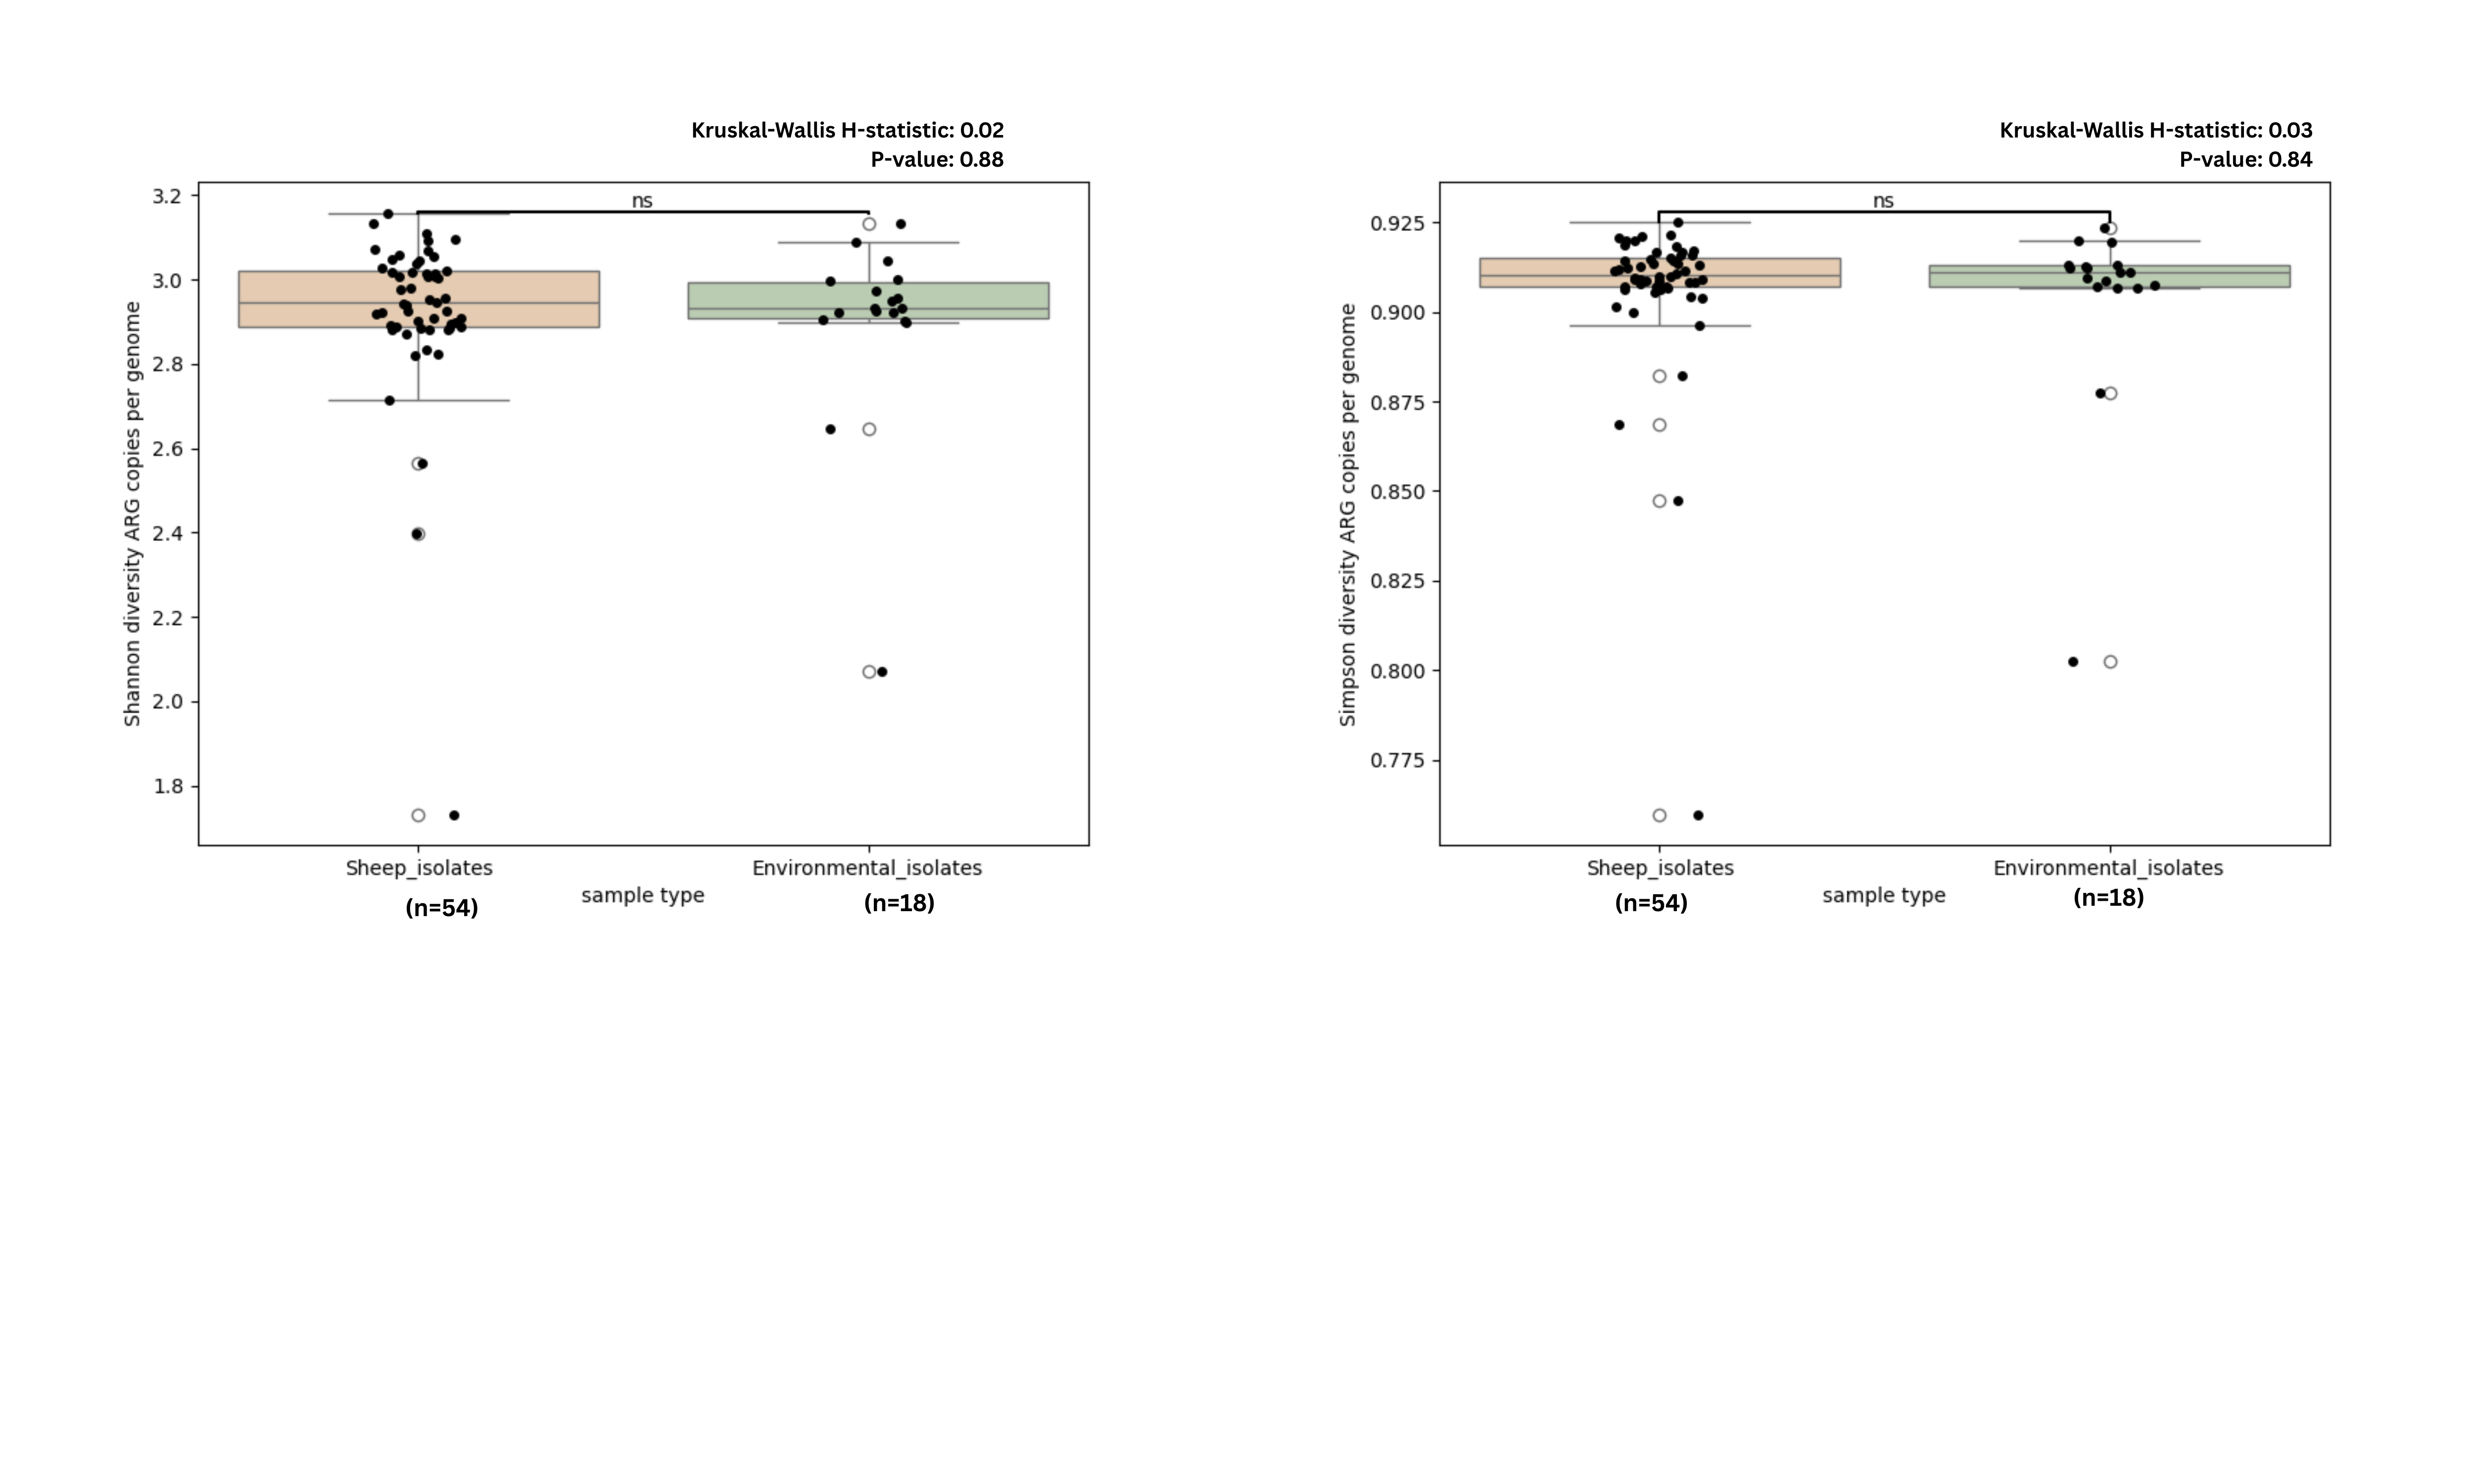 Kruskal-Wallis H-statistic: 0.02
P-value: 0.88
ns
3.2
3.0
2.8
2.6
2.4
2.2
2.0
1.8
Shannon diversity ARG copies per genome
Sheep_isolates
Environmental_isolates
sample type
(n=54)
(n=18)
Kruskal-Wallis H-statistic: 0.03
P-value: 0.84
ns
0.925
0.900
0.875
0.850
0.825
0.800
0.775
Simpson diversity ARG copies per genome
Sheep_isolates
Environmental_isolates
sample type
(n=54)
(n=18)